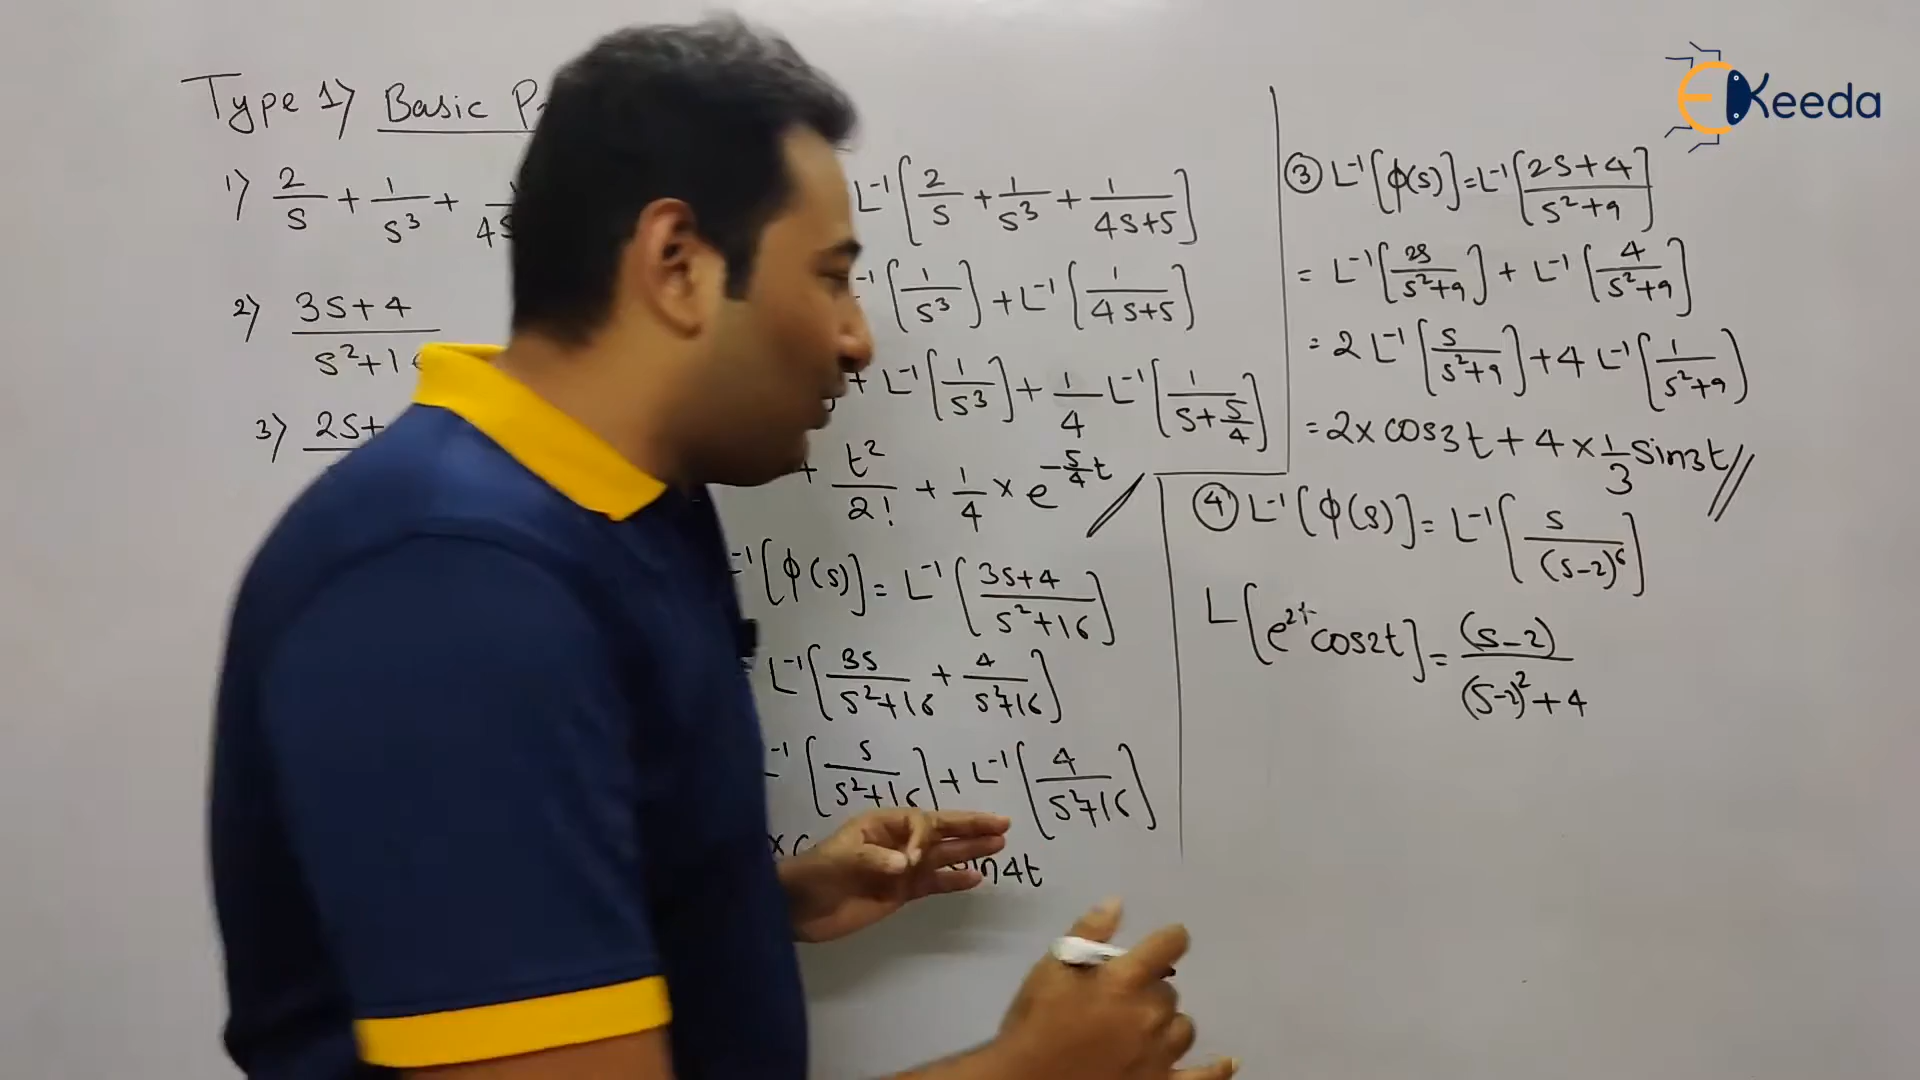 Type 1) Basic P
1) 2/s + 1/s³ +
2) (3s+4)/(s²+1
3) 2s+
L⁻¹[2/s + 1/s³ + 1/(4s+5)]
[1/s³] + L⁻¹[1/(4s+5)]
+ L⁻¹[1/s³] + 1/4 L⁻¹[1/(s+5/4)]
+ t²/2! + 1/4 × e^(-5/4 t)
L⁻¹[φ(s)] = L⁻¹[(3s+4)/(s²+16)]
= L⁻¹[3s/(s²+16) + 4/(s²+16)]
⁻¹[s/(s²+16)] + L⁻¹[4/(s²+16)]
sin4t
EKeeda
③ L⁻¹[φ(s)] = L⁻¹[(2s+4)/(s²+9)]
= L⁻¹[2s/(s²+9)] + L⁻¹[4/(s²+9)]
= 2 L⁻¹[s/(s²+9)] + 4 L⁻¹[1/(s²+9)]
= 2×cos3t + 4 × 1/3 sin3t //
④ L⁻¹[φ(s)] = L⁻¹[s/(s-2)⁶]
L[e^(2t) cos2t] = (s-2)/((s-2)²+4)